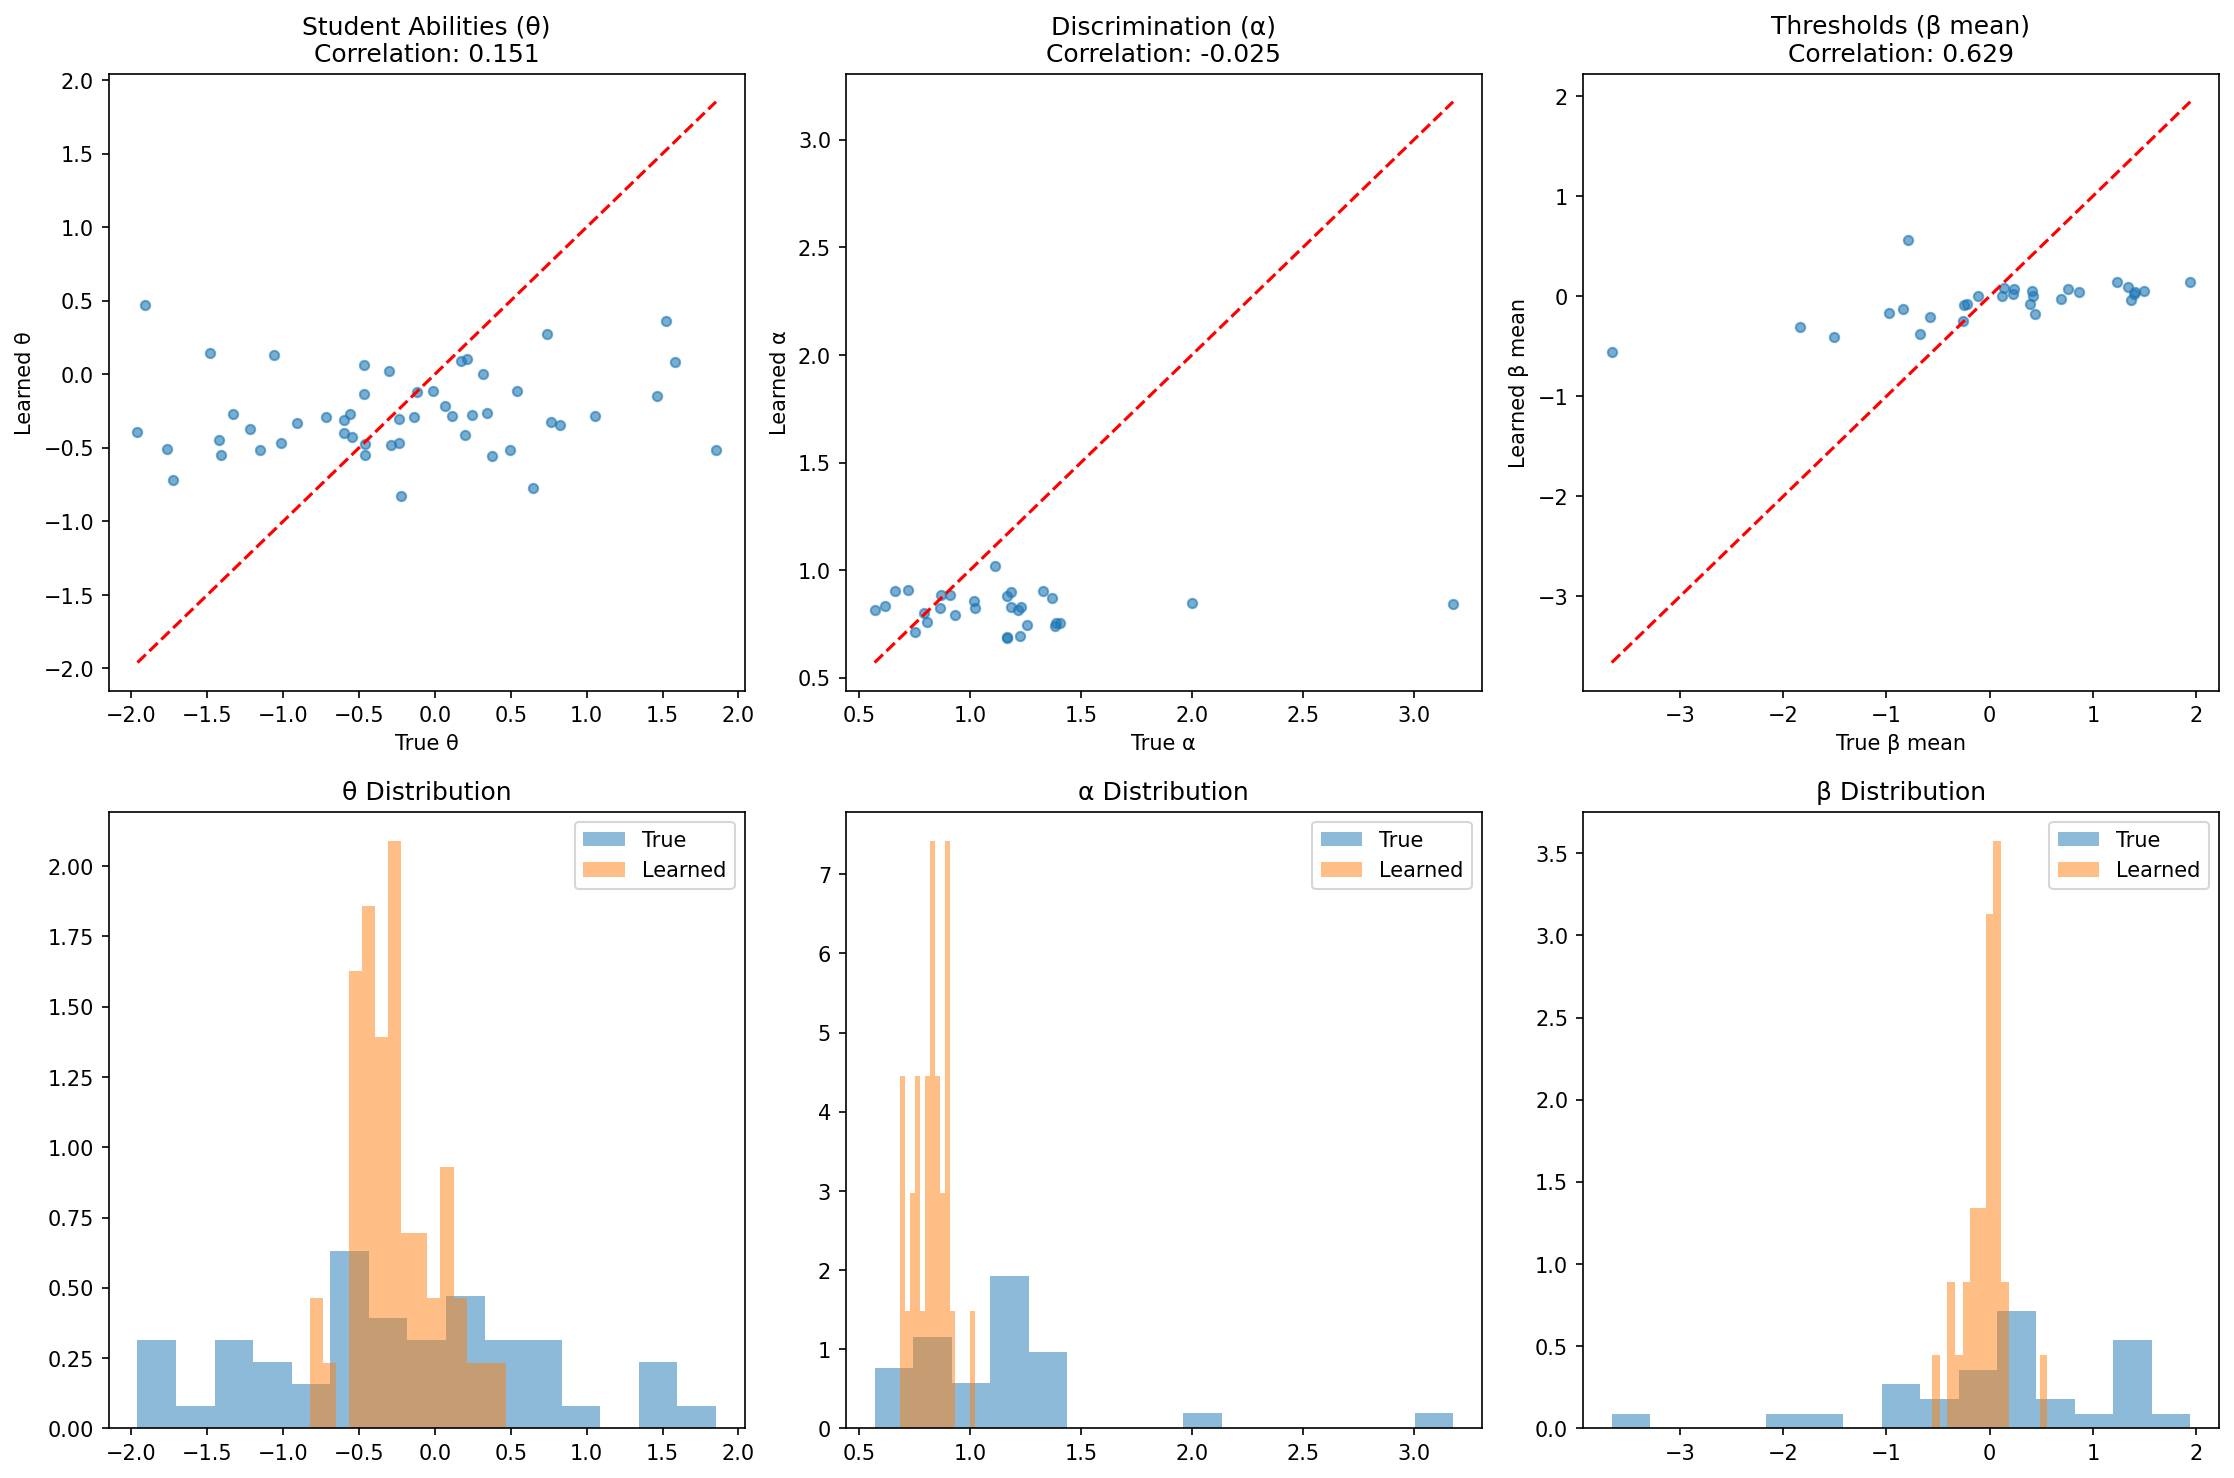 Student Abilities (θ)
Correlation: 0.151
2.0
1.5
1.0
0.5
0.0
−0.5
−1.0
−1.5
−2.0
Learned θ
−2.0 −1.5 −1.0 −0.5 0.0 0.5 1.0 1.5 2.0
True θ
Discrimination (α)
Correlation: -0.025
3.0
2.5
2.0
1.5
1.0
0.5
Learned α
0.5 1.0 1.5 2.0 2.5 3.0
True α
Thresholds (β mean)
Correlation: 0.629
2
1
0
−1
−2
−3
Learned β mean
−3 −2 −1 0 1 2
True β mean
θ Distribution
True
Learned
2.00
1.75
1.50
1.25
1.00
0.75
0.50
0.25
0.00
−2.0 −1.5 −1.0 −0.5 0.0 0.5 1.0 1.5 2.0
α Distribution
True
Learned
7
6
5
4
3
2
1
0
0.5 1.0 1.5 2.0 2.5 3.0
β Distribution
True
Learned
3.5
3.0
2.5
2.0
1.5
1.0
0.5
0.0
−3 −2 −1 0 1 2